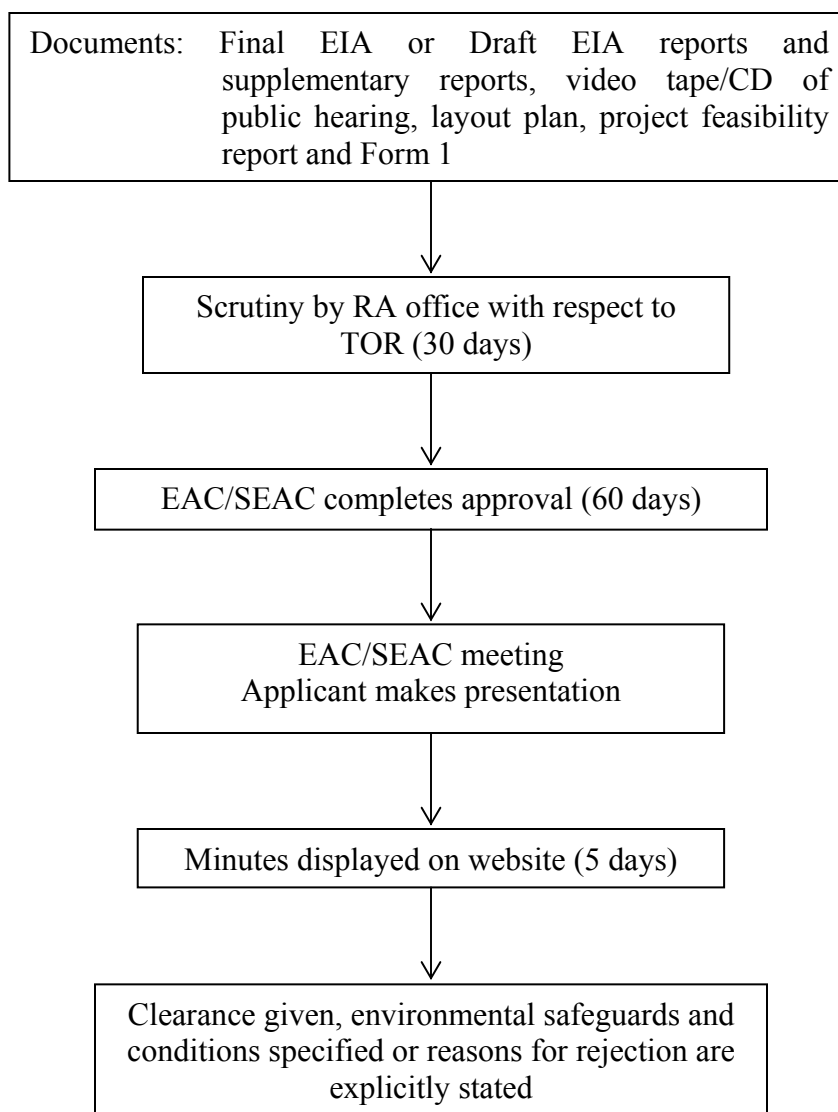 Documents: Final EIA or Draft EIA reports and
supplementary reports, video tape/CD of
public hearing, layout plan, project feasibility
report and Form 1
Scrutiny by RA office with respect to
TOR (30 days)
EAC/SEAC completes approval (60 days)
EAC/SEAC meeting
Applicant makes presentation
Minutes displayed on website (5 days)
Clearance given, environmental safeguards and
conditions specified or reasons for rejection are
explicitly stated